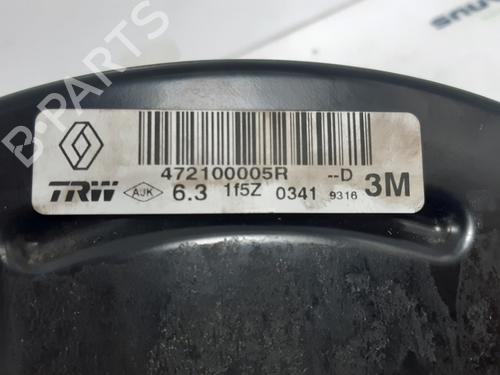 472100005R --D
TRW AJK 6.3 1f5Z 0341 9316 3M
B-PARTS